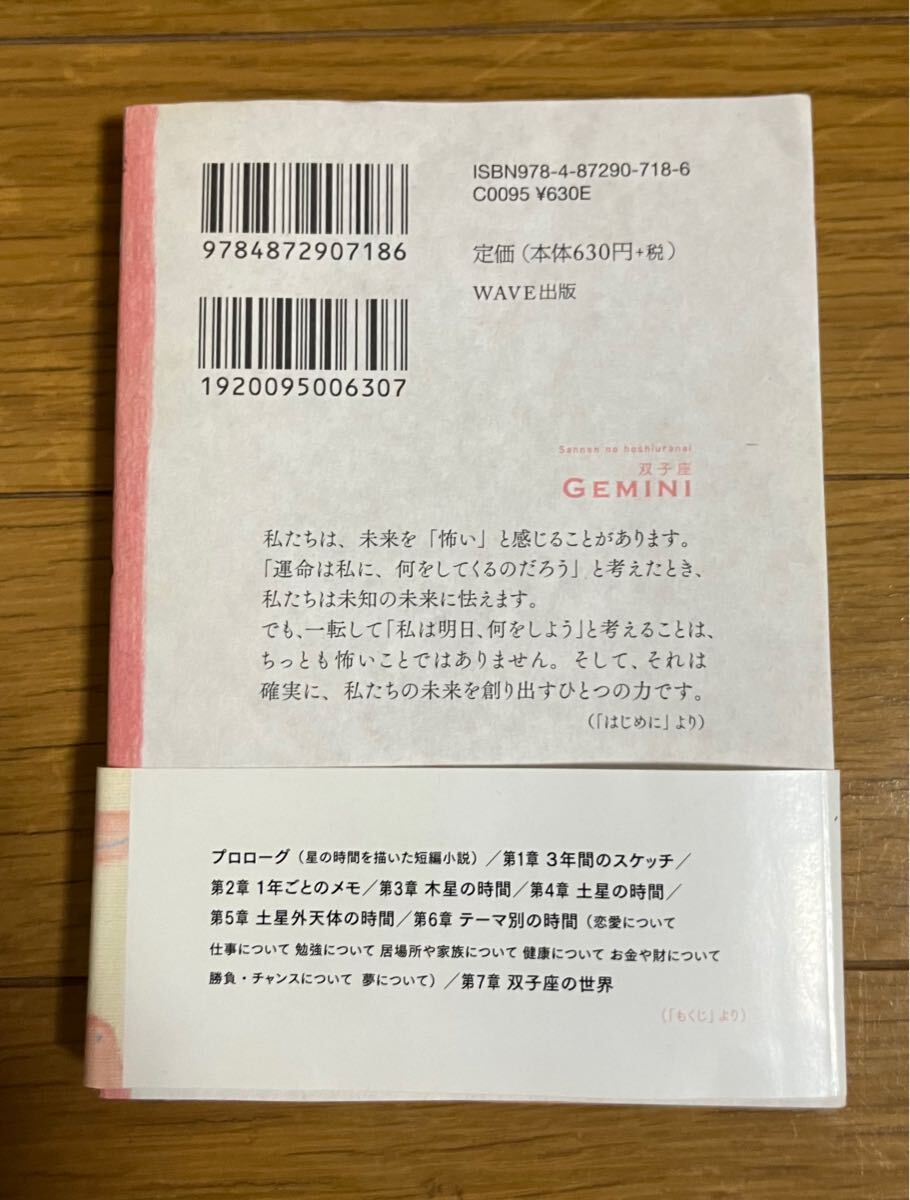 ISBN978-4-87290-718-6
C0095 ¥630E
9784872907186
定価(本体630円+税)
WAVE出版
1920095006307
Sannen no hoshiuranai
双子座
GEMINI
私たちは、未来を「怖い」と感じることがあります。
「運命は私に、何をしてくるのだろう」と考えたとき、
私たちは未知の未来に怯えます。
でも、一転して「私は明日、何をしよう」と考えることは、
ちっとも怖いことではありません。そして、それは
確実に、私たちの未来を創り出すひとつの力です。
(「はじめに」より)
プロローグ(星の時間を描いた短編小説)/第1章 3年間のスケッチ/
第2章 1年ごとのメモ/第3章 木星の時間/第4章 土星の時間/
第5章 土星外天体の時間/第6章 テーマ別の時間(恋愛について
仕事について 勉強について 居場所や家族について 健康について お金や財について
勝負・チャンスについて 夢について)/第7章 双子座の世界
(「もくじ」より)